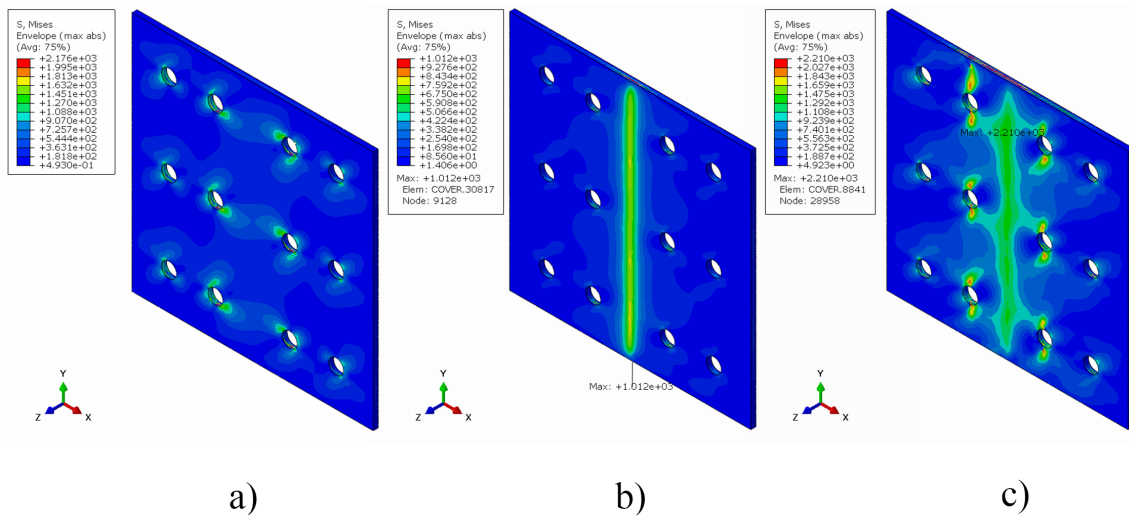 S, Mises
Envelope (max abs)
(Avg: 75%)
+2.176e+03
+1.995e+03
+1.813e+03
+1.632e+03
+1.451e+03
+1.270e+03
+1.088e+03
+9.070e+02
+7.257e+02
+5.444e+02
+3.631e+02
+1.818e+02
+4.930e-01
Y
Z
X
a)
S, Mises
Envelope (max abs)
(Avg: 75%)
+1.012e+03
+9.276e+02
+8.434e+02
+7.592e+02
+6.750e+02
+5.908e+02
+5.066e+02
+4.224e+02
+3.382e+02
+2.540e+02
+1.698e+02
+8.560e+01
+1.406e+00
Max: +1.012e+03
Elem: COVER.30817
Node: 9128
Max: +1.012e+03
Y
Z
X
b)
S, Mises
Envelope (max abs)
(Avg: 75%)
+2.210e+03
+2.027e+03
+1.843e+03
+1.659e+03
+1.475e+03
+1.292e+03
+1.108e+03
+9.239e+02
+7.401e+02
+5.563e+02
+3.725e+02
+1.887e+02
+4.923e+00
Max: +2.210e+03
Elem: COVER.8841
Node: 28958
Max: +2.210e+03
Y
Z
X
c)